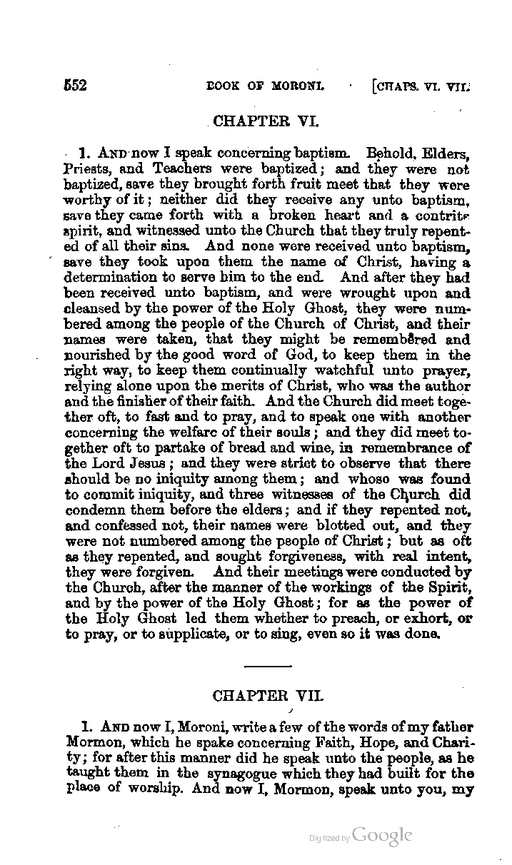 552 BOOK OF MORONI. [CHAPS. VI. VII.
CHAPTER VI.
1. AND now I speak concerning baptism. Behold, Elders,
Priests, and Teachers were baptized; and they were not
baptized, save they brought forth fruit meet that they were
worthy of it; neither did they receive any unto baptism,
save they came forth with a broken heart and a contrite
spirit, and witnessed unto the Church that they truly repent-
ed of all their sins. And none were received unto baptism,
save they took upon them the name of Christ, having a
determination to serve him to the end. And after they had
been received unto baptism, and were wrought upon and
cleansed by the power of the Holy Ghost, they were num-
bered among the people of the Church of Christ, and their
names were taken, that they might be remembered and
nourished by the good word of God, to keep them in the
right way, to keep them continually watchful unto prayer,
relying alone upon the merits of Christ, who was the author
and the finisher of their faith. And the Church did meet toge-
ther oft, to fast and to pray, and to speak one with another
concerning the welfare of their souls; and they did meet to-
gether oft to partake of bread and wine, in remembrance of
the Lord Jesus; and they were strict to observe that there
should be no iniquity among them; and whoso was found
to commit iniquity, and three witnesses of the Church did
condemn them before the elders; and if they repented not,
and confessed not, their names were blotted out, and they
were not numbered among the people of Christ; but as oft
as they repented, and sought forgiveness, with real intent,
they were forgiven. And their meetings were conducted by
the Church, after the manner of the workings of the Spirit,
and by the power of the Holy Ghost; for as the power of
the Holy Ghost led them whether to preach, or exhort, or
to pray, or to supplicate, or to sing, even so it was done.
CHAPTER VII.
1. AND now I, Moroni, write a few of the words of my father
Mormon, which he spake concerning Faith, Hope, and Chari-
ty; for after this manner did he speak unto the people, as he
taught them in the synagogue which they had built for the
place of worship. And now I, Mormon, speak unto you, my
Digitized by Google